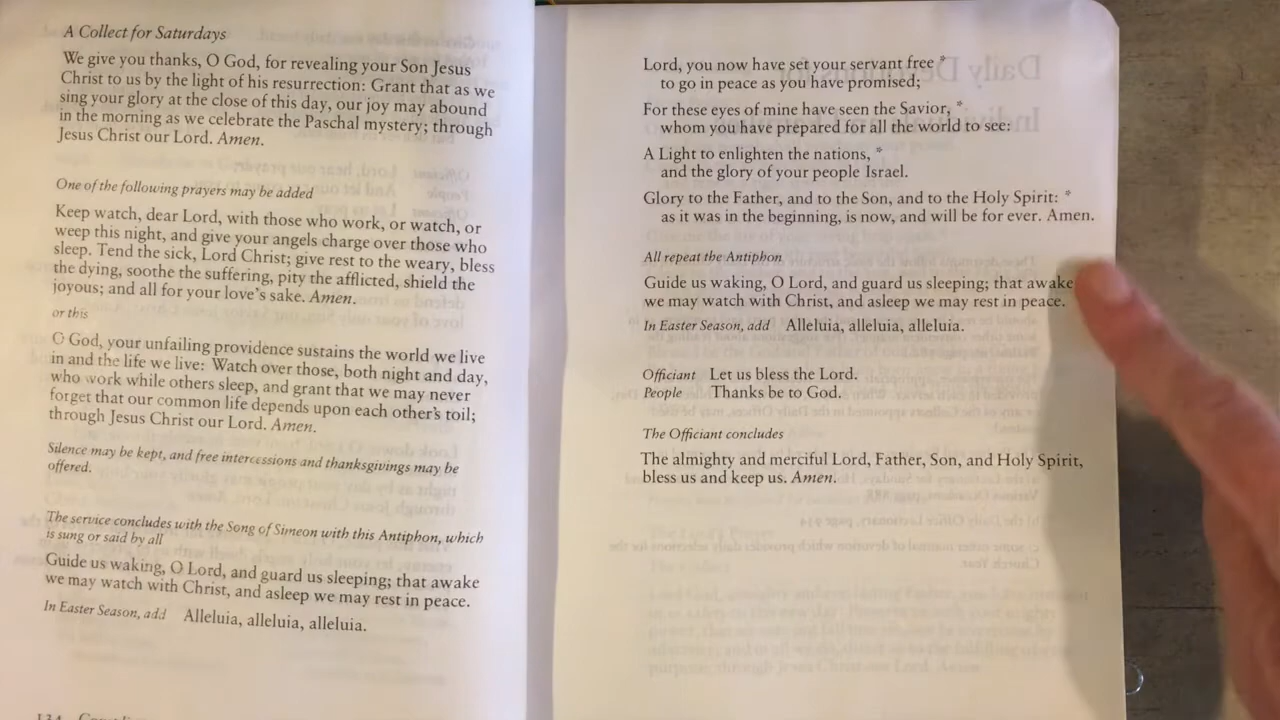 A Collect for Saturdays
We give you thanks, O God, for revealing your Son Jesus
Christ to us by the light of his resurrection: Grant that as we
sing your glory at the close of this day, our joy may abound
in the morning as we celebrate the Paschal mystery; through
Jesus Christ our Lord. Amen.
One of the following prayers may be added
Keep watch, dear Lord, with those who work, or watch, or
weep this night, and give your angels charge over those who
sleep. Tend the sick, Lord Christ; give rest to the weary, bless
the dying, soothe the suffering, pity the afflicted, shield the
joyous; and all for your love's sake. Amen.
or this
O God, your unfailing providence sustains the world we live
in and the life we live: Watch over those, both night and day,
who work while others sleep, and grant that we may never
forget that our common life depends upon each other's toil;
through Jesus Christ our Lord. Amen.
Silence may be kept, and free intercessions and thanksgivings may be
offered.
The service concludes with the Song of Simeon with this Antiphon, which
is sung or said by all
Guide us waking, O Lord, and guard us sleeping; that awake
we may watch with Christ, and asleep we may rest in peace.
In Easter Season, add Alleluia, alleluia, alleluia.
134
Lord, you now have set your servant free *
to go in peace as you have promised;
For these eyes of mine have seen the Savior, *
whom you have prepared for all the world to see:
A Light to enlighten the nations, *
and the glory of your people Israel.
Glory to the Father, and to the Son, and to the Holy Spirit: *
as it was in the beginning, is now, and will be for ever. Amen.
All repeat the Antiphon
Guide us waking, O Lord, and guard us sleeping; that awake
we may watch with Christ, and asleep we may rest in peace.
In Easter Season, add Alleluia, alleluia, alleluia.
Officiant Let us bless the Lord.
People Thanks be to God.
The Officiant concludes
The almighty and merciful Lord, Father, Son, and Holy Spirit,
bless us and keep us. Amen.